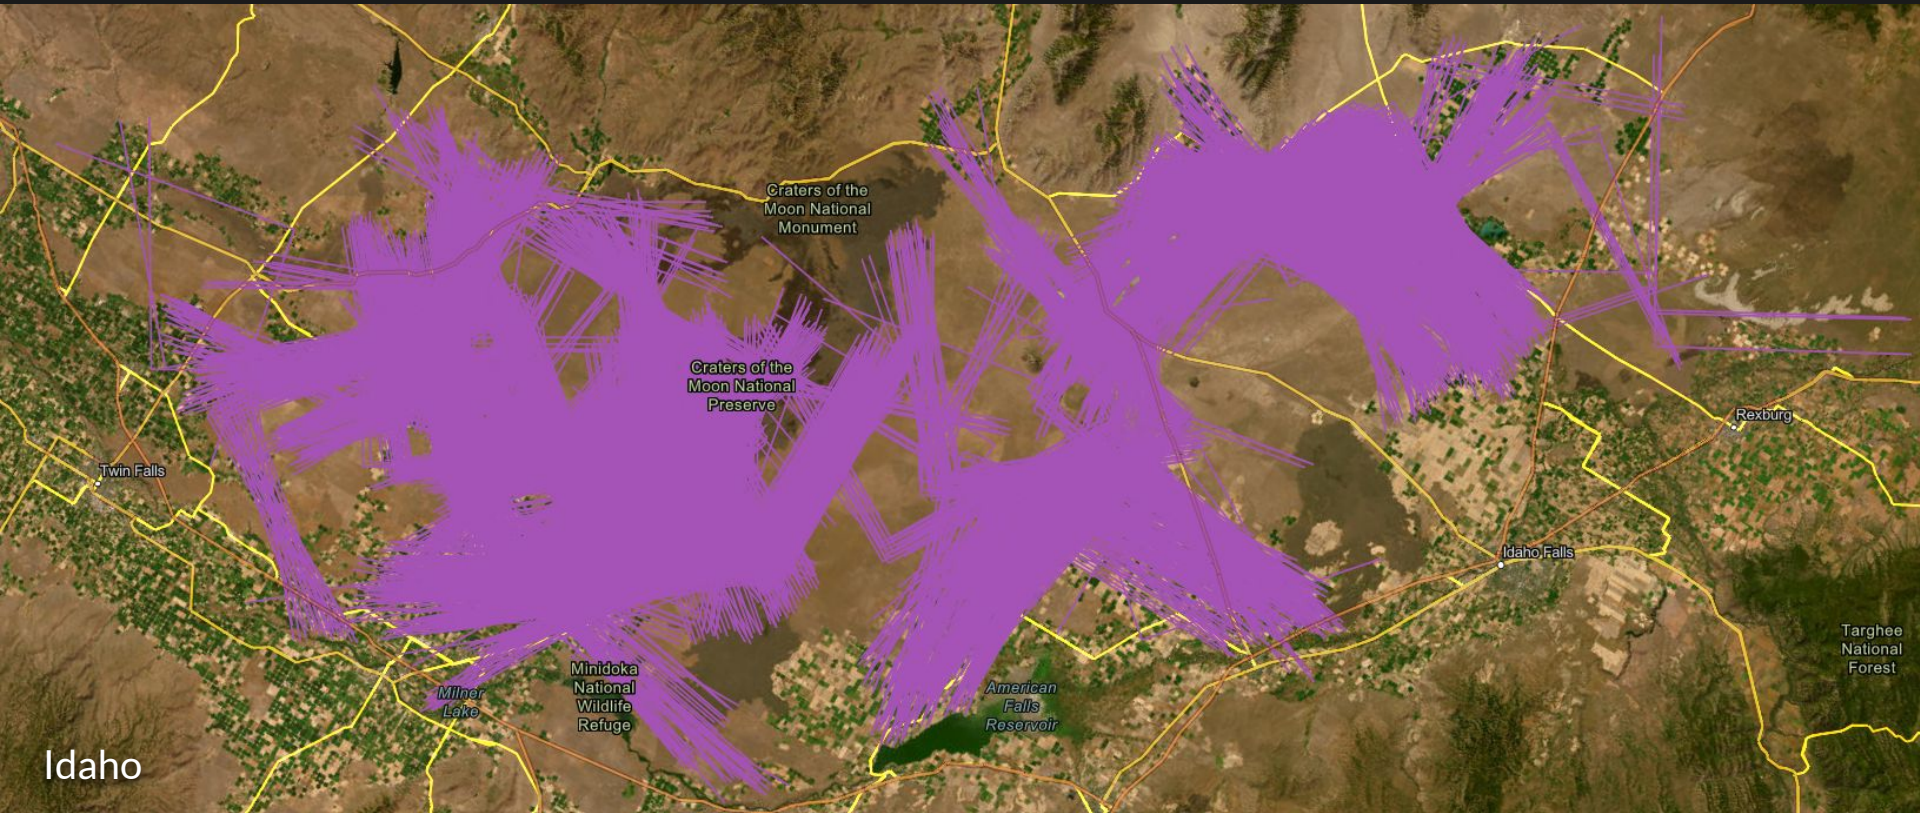 Craters of the
Moon National
Monument
Craters of the
Moon National
Preserve
Rexburg
Twin Falls
Idaho Falls
Targhee
National
Forest
Minidoka
National
Wildlife
Refuge
Milner
Lake
American
Falls
Reservoir
Idaho